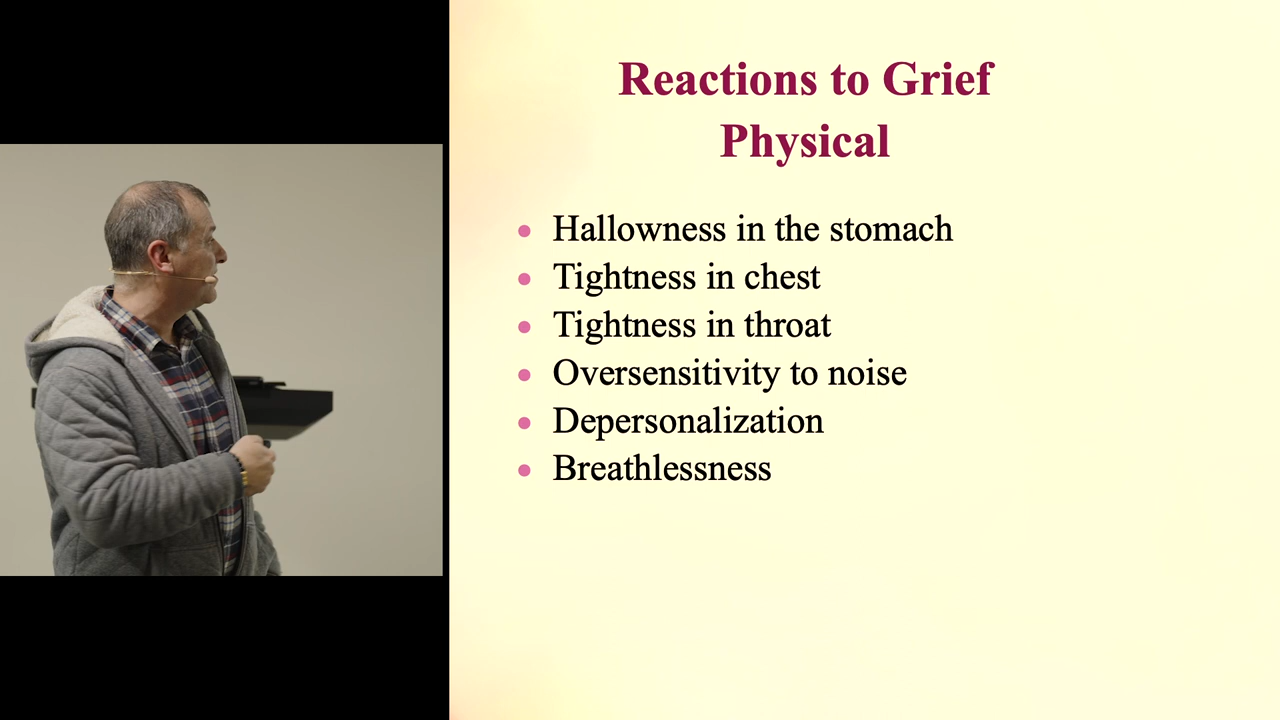 Reactions to Grief
Physical
• Hallowness in the stomach
• Tightness in chest
• Tightness in throat
• Oversensitivity to noise
• Depersonalization
• Breathlessness